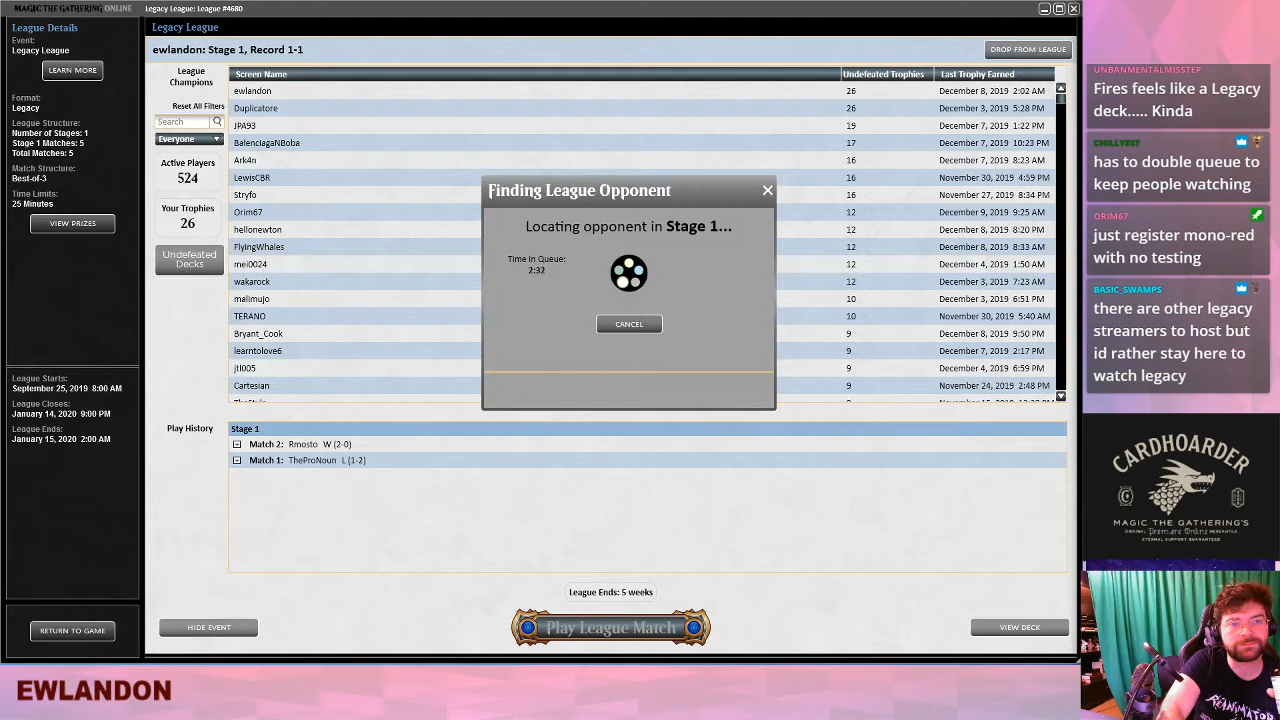 MAGIC THE GATHERING ONLINE
Legacy League: League #4680
League Details
Event:
Legacy League
LEARN MORE
Format:
Legacy
League Structure:
Number of Stages: 1
Stage 1 Matches: 5
Total Matches: 5
Match Structure:
Best-of-3
Time Limits:
25 Minutes
VIEW PRIZES
League Starts:
September 25, 2019 8:00 AM
League Closes:
January 14, 2020 9:00 PM
League Ends:
January 15, 2020 2:00 AM
RETURN TO GAME
Legacy League
ewlandon: Stage 1, Record 1-1
DROP FROM LEAGUE
League
Champions
Reset All Filters
Search
Everyone
Active Players
524
Your Trophies
26
Undefeated
Decks
Screen Name Undefeated Trophies Last Trophy Earned
ewlandon 26 December 8, 2019 2:02 AM
Duplicatore 26 December 3, 2019 5:28 PM
JPA93 19 December 7, 2019 1:22 PM
BalenciagaNBoba 17 December 7, 2019 10:23 PM
Ark4n 16 December 7, 2019 8:23 AM
LewisCBR 16 November 30, 2019 4:59 PM
Stryfo 16 November 27, 2019 8:34 PM
Orim67 12 December 9, 2019 9:25 AM
hellonewton 12 December 8, 2019 8:42 AM
FlyingWhales 12 December 8, 2019 8:33 AM
mei0024 12 December 4, 2019 1:50 AM
wakarock 12 December 3, 2019 7:23 AM
malimujo 10 December 3, 2019 6:51 PM
TERANO 10 November 30, 2019 5:40 AM
Bryant_Cook 9 December 8, 2019 9:50 PM
learntolove6 9 December 7, 2019 2:17 PM
jtl005 9 December 4, 2019 6:59 PM
Cartesian 9 November 24, 2019 2:48 PM
Finding League Opponent
Locating opponent in Stage 1...
Time In Queue:
2:32
CANCEL
Play History
Stage 1
Match 2: Rmosto W (2-0)
Match 1: TheProNoun L (1-2)
League Ends: 5 weeks
HIDE EVENT
Play League Match
VIEW DECK
UNBANMENTALMISSTEP
Fires feels like a Legacy
deck..... Kinda
CHILLYEST
has to double queue to
keep people watching
ORIM67
just register mono-red
with no testing
BASIC_SWAMPS
there are other legacy
streamers to host but
id rather stay here to
watch legacy
CARDHOARDER
MAGIC THE GATHERING'S
ORIGINAL Premiere Online MERCANTILE
ETERNAL SUPPORT GUARANTEED
REANIMATOR
EWLANDON